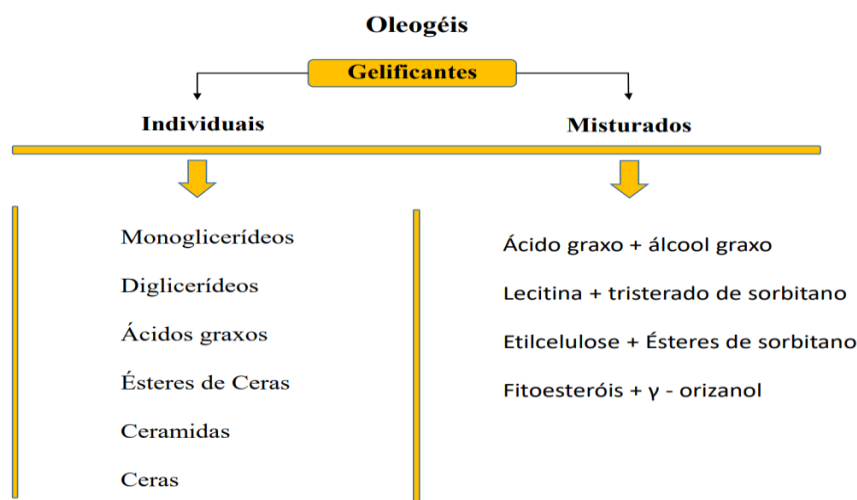 Oleogéis
Gelificantes
Individuais
Misturados
Monoglicerídeos
Diglicerídeos
Ácidos graxos
Ésteres de Ceras
Ceramidas
Ceras
Ácido graxo + álcool graxo
Lecitina + tristerado de sorbitano
Etilcelulose + Ésteres de sorbitano
Fitoesteróis + γ - orizanol